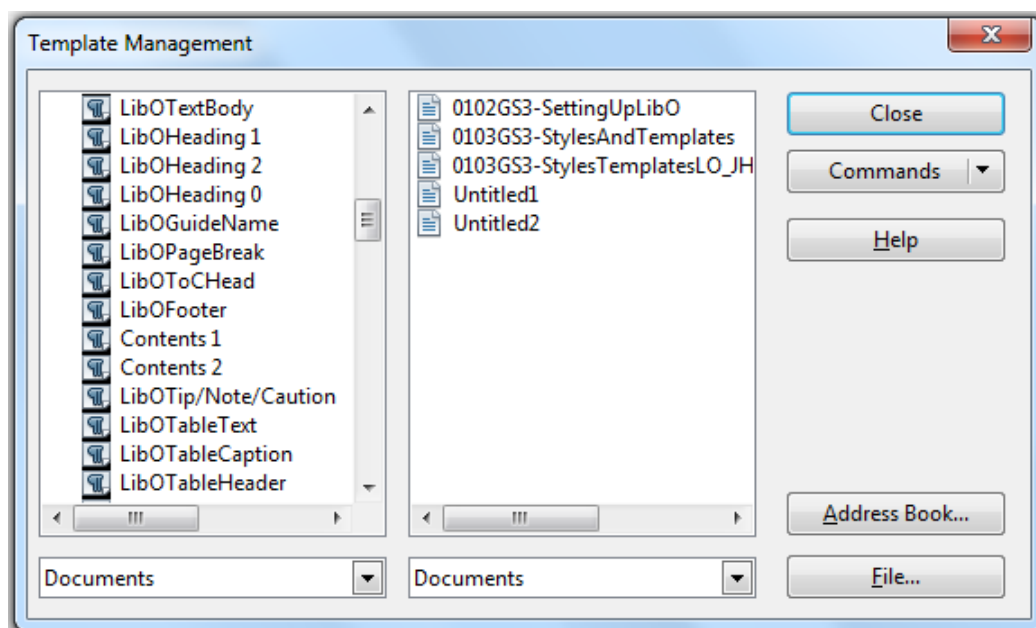 Template Management
LibOTextBody
LibOHeading 1
LibOHeading 2
LibOHeading 0
LibOGuideName
LibOPageBreak
LibOToCHead
LibOFooter
Contents 1
Contents 2
LibOTip/Note/Caution
LibOTableText
LibOTableCaption
LibOTableHeader
Documents
0102GS3-SettingUpLibO
0103GS3-StylesAndTemplates
0103GS3-StylesTemplatesLO_JH
Untitled1
Untitled2
Documents
Close
Commands
Help
Address Book...
File...